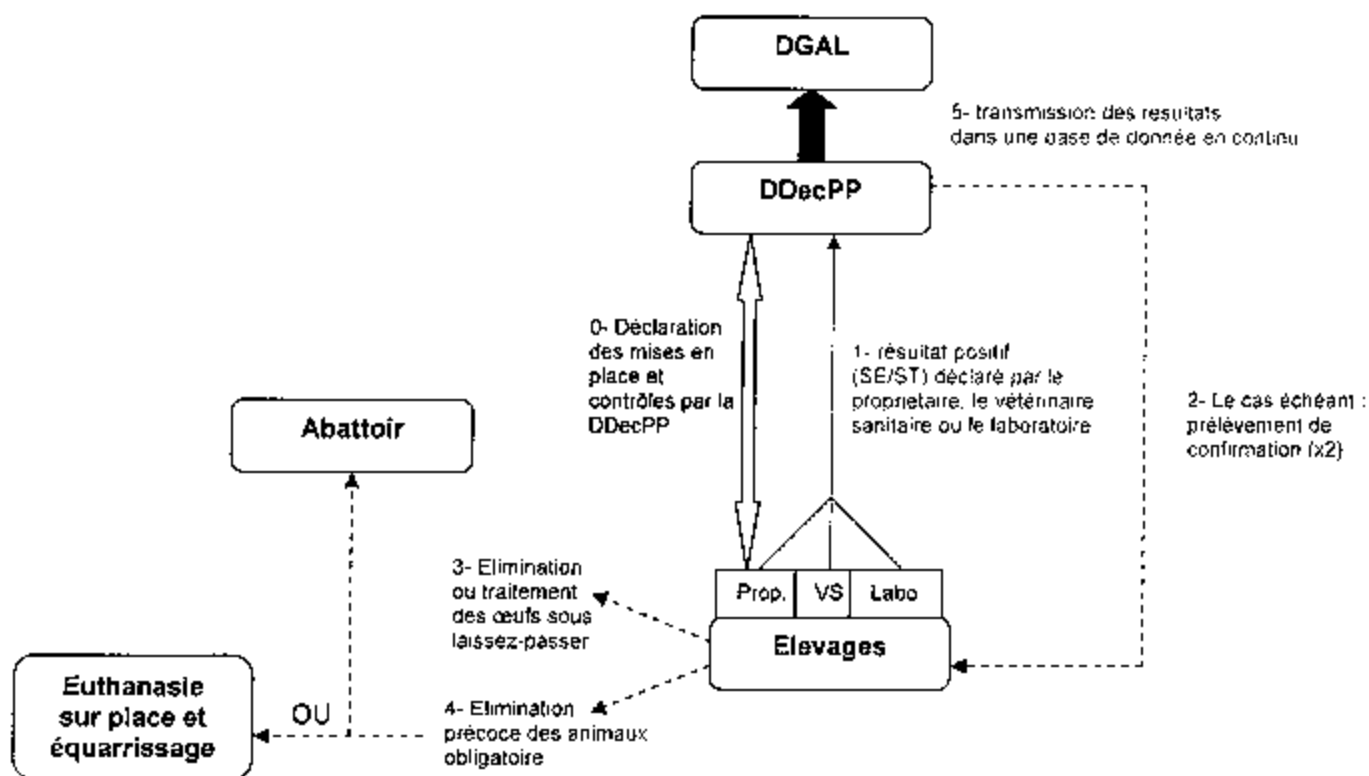 DGAL
5- transmission des resultats
dans une base de donnée en continu
DDecPP
0- Déclaration
des mises en
place et
contrôles par la
DDecPP
1- résultat positif
(SE/ST) déclaré par le
proprietaire, le vétérinaire
sanitaire ou le laboratoire
2- Le cas échéant :
prélèvement de
confirmation (x2)
Abattoir
Prop. VS Labo
Elevages
3- Elimination
ou traitement
des œufs sous
laissez-passer
4- Elimination
précoce des animaux
obligatoire
OU
Euthanasie
sur place et
équarrissage